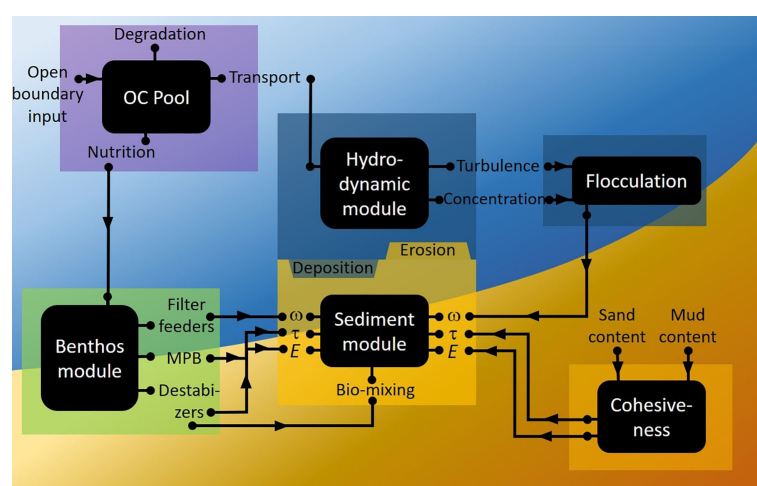 Degradation
Open
boundary
input
OC Pool
Transport
Nutrition
Hydro-
dynamic
module
Turbulence
Concentration
Flocculation
Erosion
Deposition
Filter
feeders
MPB
Destabi-
zers
Benthos
module
ω
τ
E
Sediment
module
ω
τ
E
Bio-mixing
Sand
content
Mud
content
Cohesive-
ness